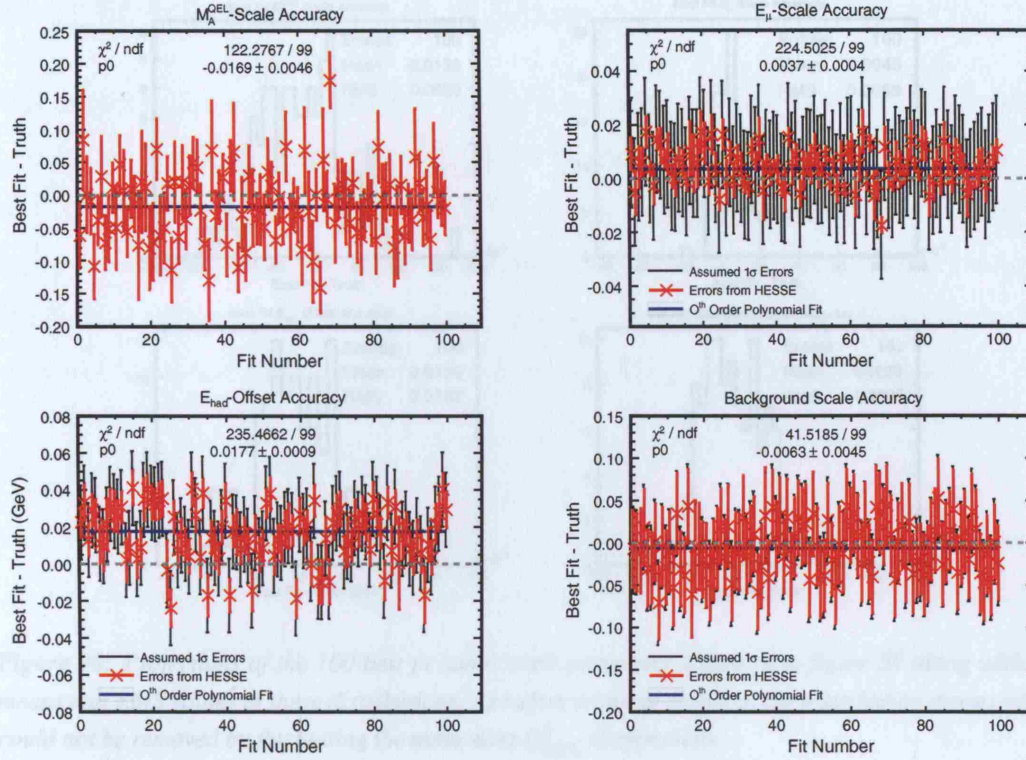 M_A^QEL-Scale Accuracy
χ² / ndf 122.2767 / 99
p0 -0.0169 ± 0.0046
Best Fit - Truth
0.25
0.20
0.15
0.10
0.05
0.00
-0.05
-0.10
-0.15
-0.20
0 20 40 60 80 100
Fit Number
E_μ-Scale Accuracy
χ² / ndf 224.5025 / 99
p0 0.0037 ± 0.0004
Best Fit - Truth
0.04
0.02
0.00
-0.02
-0.04
Assumed 1σ Errors
Errors from HESSE
O^th Order Polynomial Fit
0 20 40 60 80 100
Fit Number
E_had-Offset Accuracy
χ² / ndf 235.4662 / 99
p0 0.0177 ± 0.0009
Best Fit - Truth (GeV)
0.08
0.06
0.04
0.02
0.00
-0.02
-0.04
-0.06
-0.08
Assumed 1σ Errors
Errors from HESSE
O^th Order Polynomial Fit
0 20 40 60 80 100
Fit Number
Background Scale Accuracy
χ² / ndf 41.5185 / 99
p0 -0.0063 ± 0.0045
Best Fit - Truth
0.15
0.10
0.05
0.00
-0.05
-0.10
-0.20
Assumed 1σ Errors
Errors from HESSE
O^th Order Polynomial Fit
0 20 40 60 80 100
Fit Number